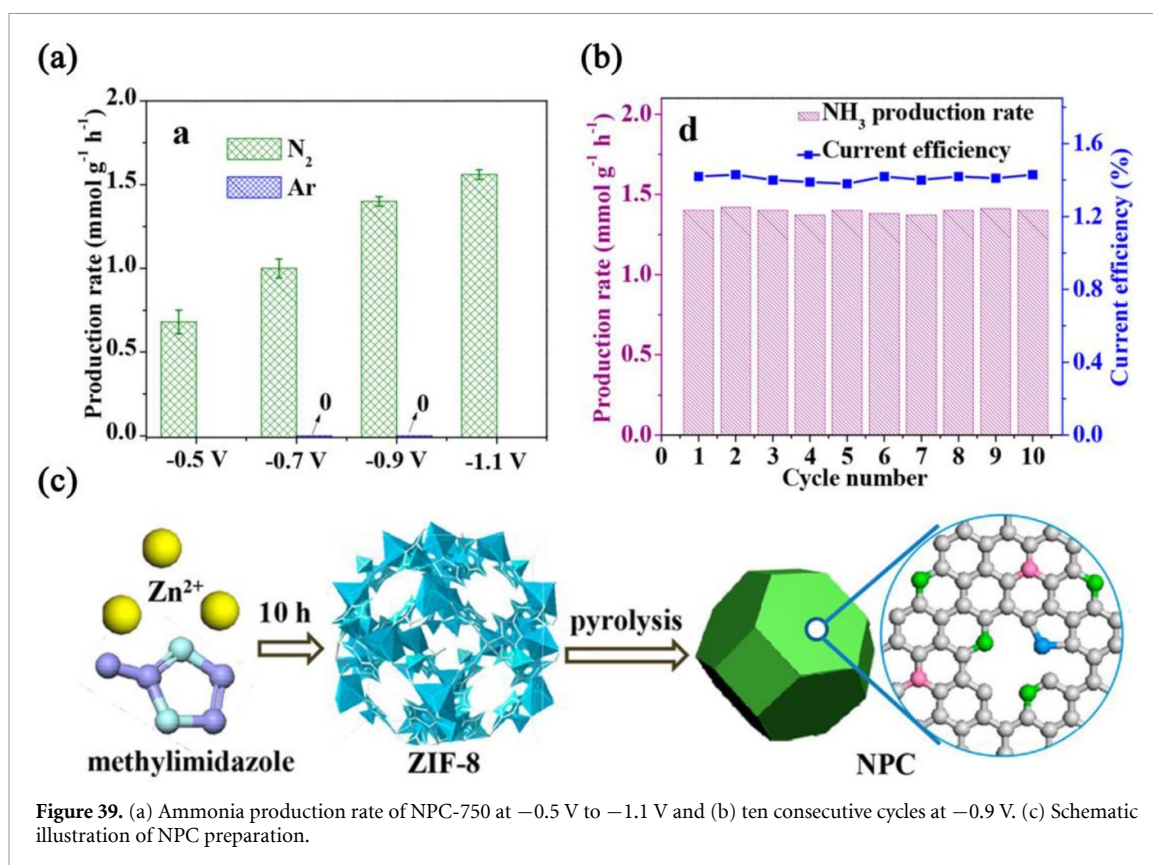 (a)
2.0
1.5
1.0
0.5
0.0
Production rate (mmol g⁻¹ h⁻¹)
a
N₂
Ar
0
0
-0.5 V
-0.7 V
-0.9 V
-1.1 V
(b)
2.0
1.5
1.0
0.5
0.0
Production rate (mmol g⁻¹ h⁻¹)
d
NH₃ production rate
Current efficiency
1.6
1.2
0.8
0.4
0.0
Current efficiency (%)
0 1 2 3 4 5 6 7 8 9 10
Cycle number
(c)
Zn²⁺
methylimidazole
10 h
ZIF-8
pyrolysis
NPC
Figure 39. (a) Ammonia production rate of NPC-750 at −0.5 V to −1.1 V and (b) ten consecutive cycles at −0.9 V. (c) Schematic
illustration of NPC preparation.